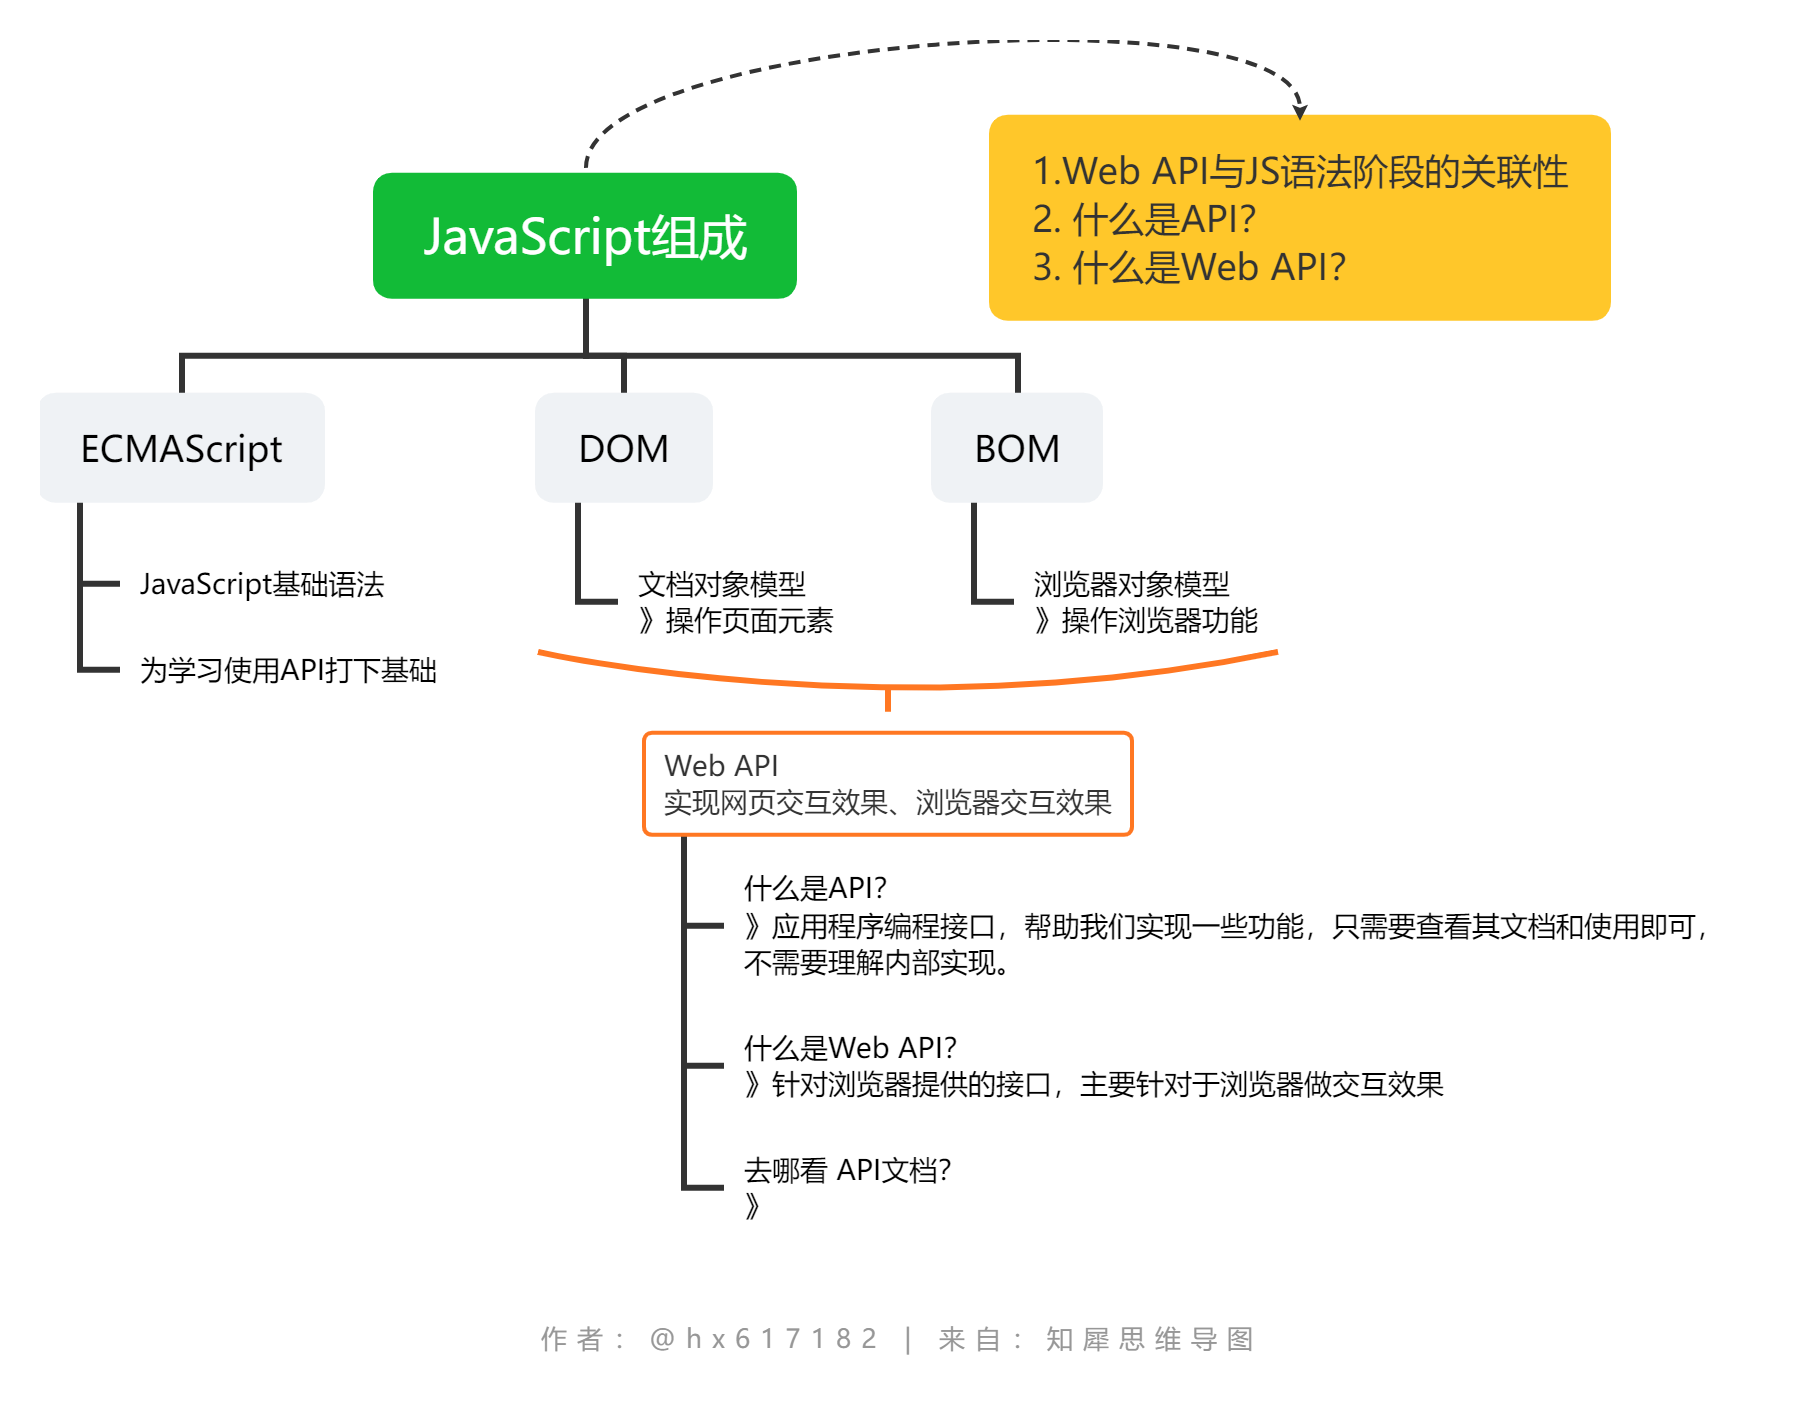 JavaScript组成
1.Web API与JS语法阶段的关联性
2. 什么是API？
3. 什么是Web API？
ECMAScript
JavaScript基础语法
为学习使用API打下基础
DOM
文档对象模型
》操作页面元素
BOM
浏览器对象模型
》操作浏览器功能
Web API
实现网页交互效果、浏览器交互效果
什么是API？
》应用程序编程接口，帮助我们实现一些功能，只需要查看其文档和使用即可，
不需要理解内部实现。
什么是Web API？
》针对浏览器提供的接口，主要针对于浏览器做交互效果
去哪看 API文档？
》
作者：@hx617182 | 来自：知犀思维导图